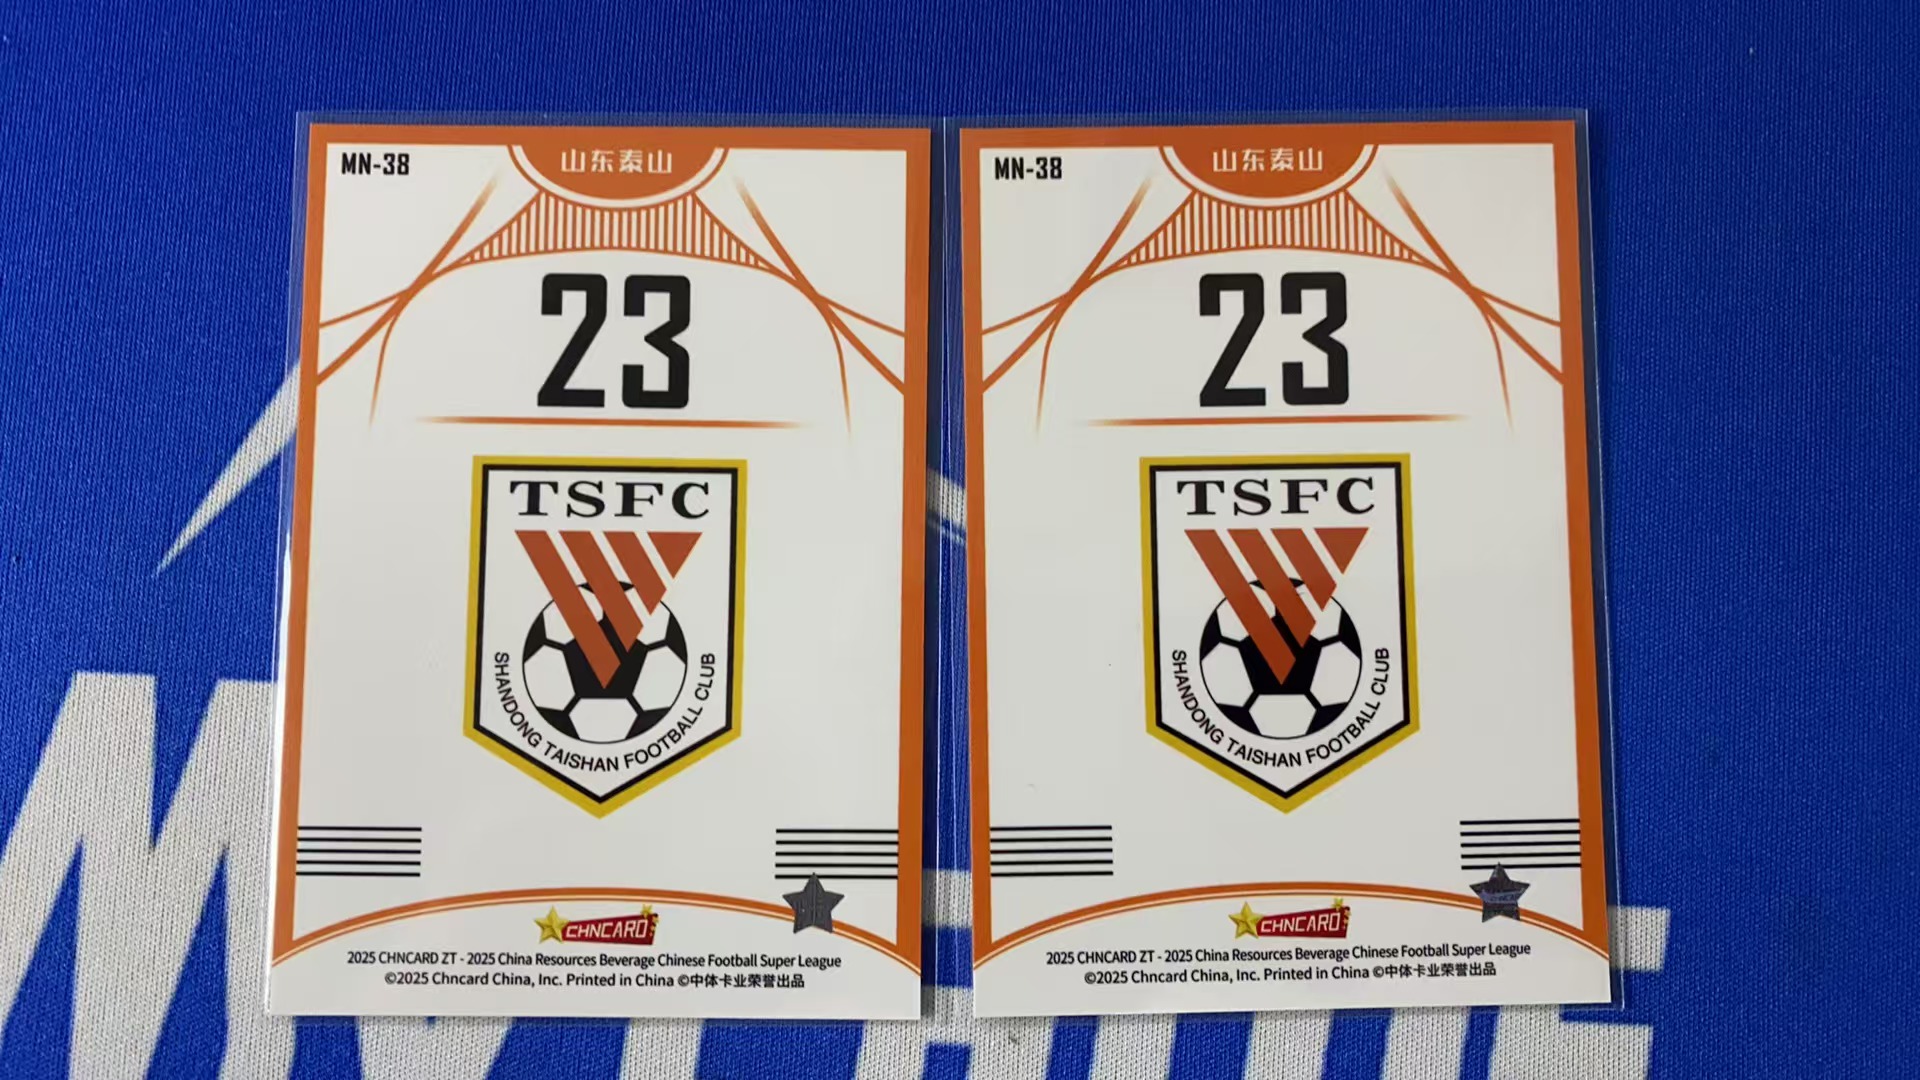 MN-38
山东泰山
23
TSFC
SHANDONG TAISHAN FOOTBALL CLUB
CHNCARD
2025 CHNCARD ZT - 2025 China Resources Beverage Chinese Football Super League
©2025 Chncard China, Inc. Printed in China ©中体卡业荣誉出品
MN-38
山东泰山
23
TSFC
SHANDONG TAISHAN FOOTBALL CLUB
CHNCARD
2025 CHNCARD ZT - 2025 China Resources Beverage Chinese Football Super League
©2025 Chncard China, Inc. Printed in China ©中体卡业荣誉出品